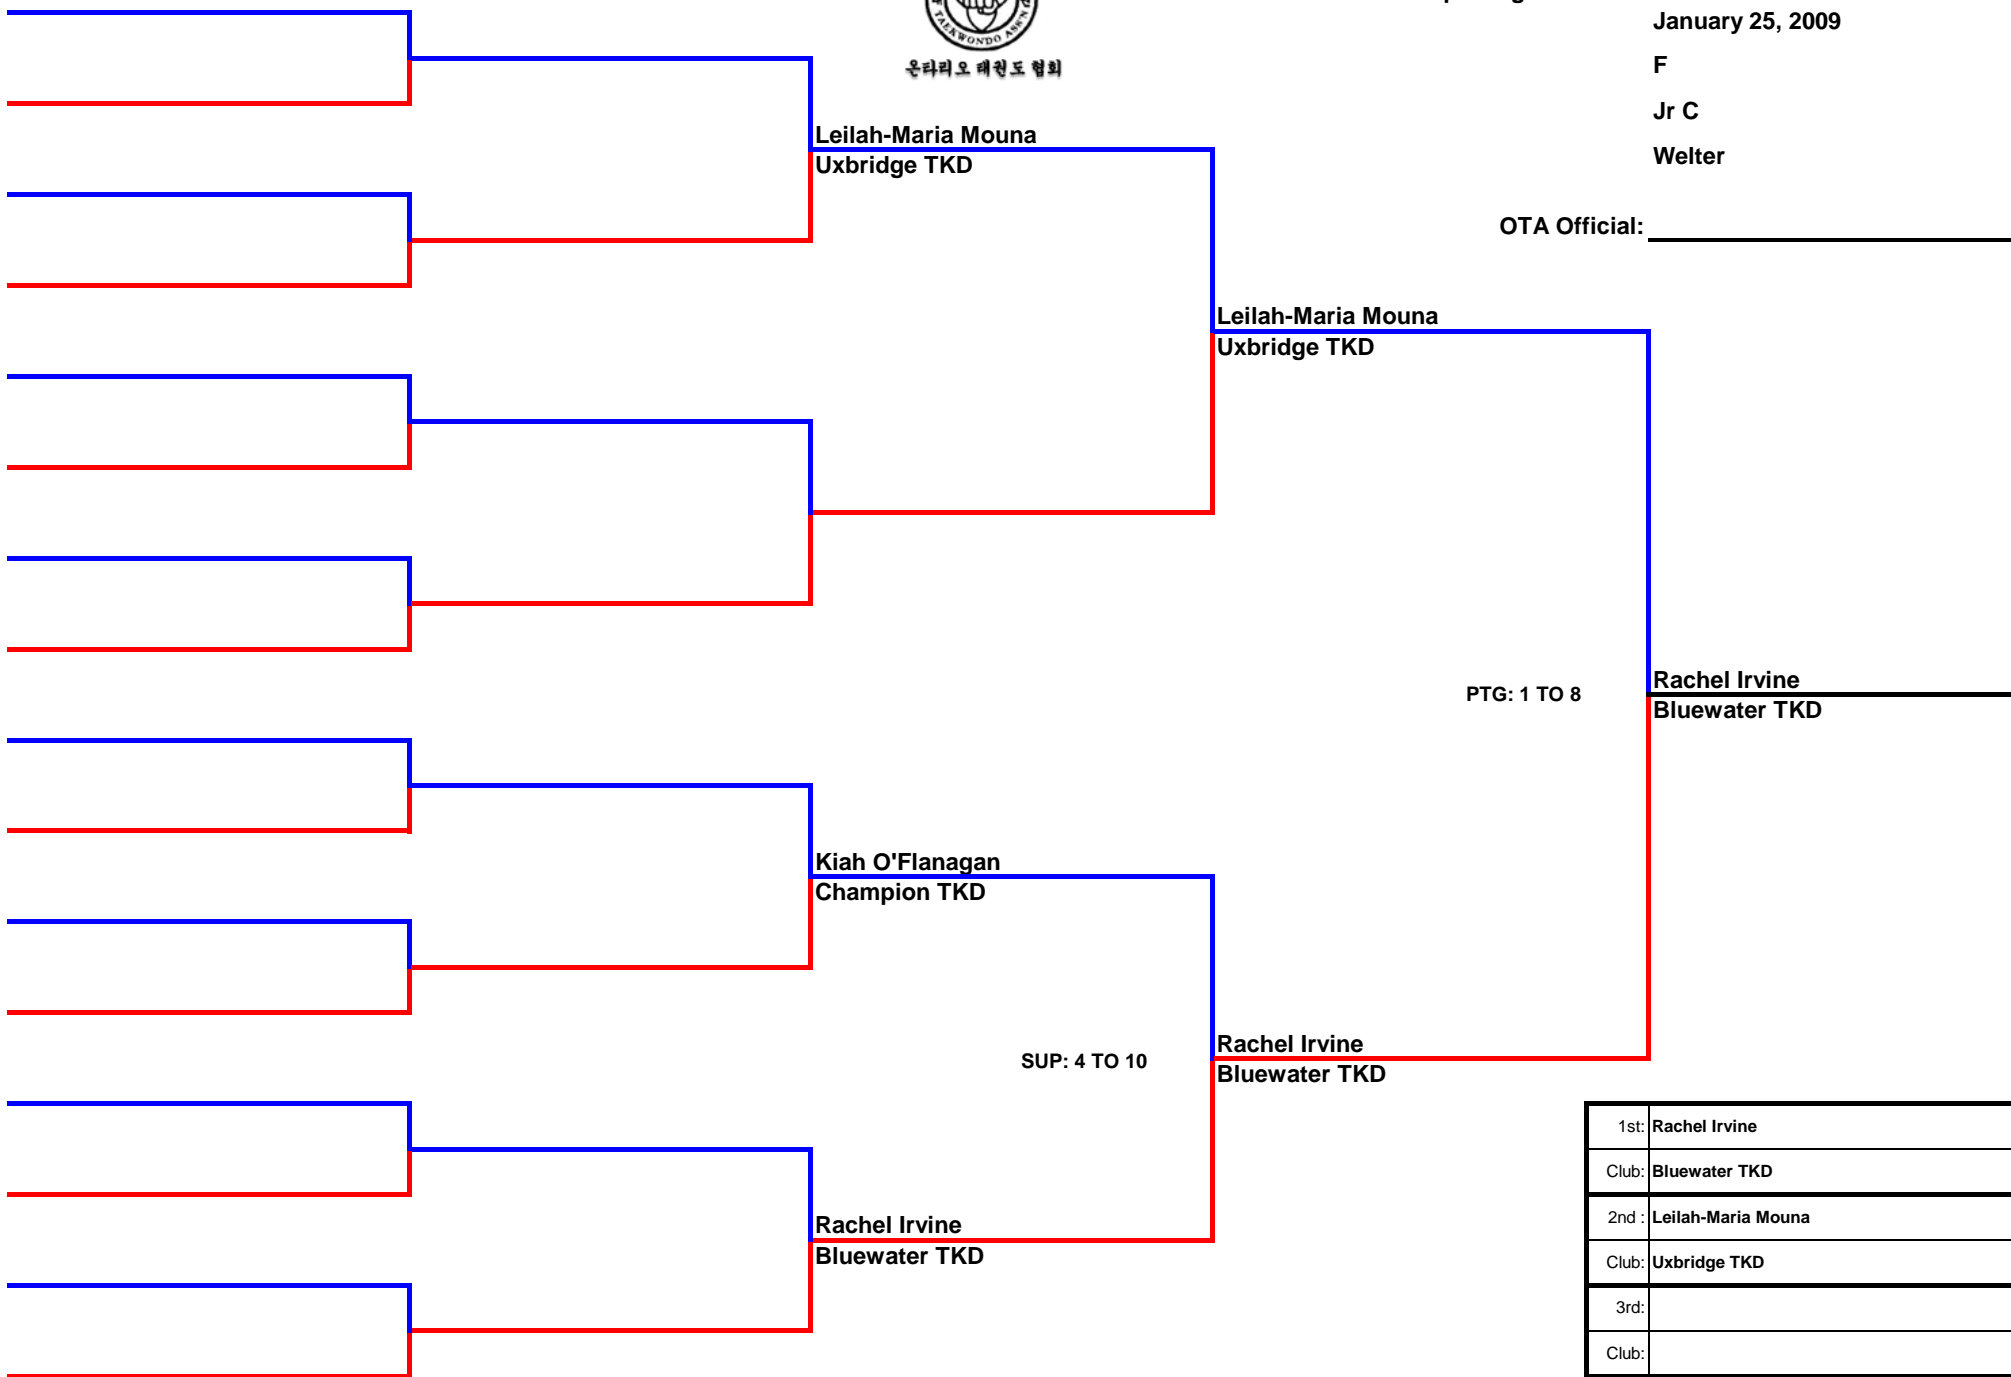 TAEKWONDO ASS'N
온타리오 태권도 협회
January 25, 2009
F
Jr C
Welter
OTA Official:
Leilah-Maria Mouna
Uxbridge TKD
Leilah-Maria Mouna
Uxbridge TKD
PTG: 1 TO 8
Rachel Irvine
Bluewater TKD
Kiah O'Flanagan
Champion TKD
SUP: 4 TO 10
Rachel Irvine
Bluewater TKD
Rachel Irvine
Bluewater TKD
1st: Rachel Irvine
Club: Bluewater TKD
2nd : Leilah-Maria Mouna
Club: Uxbridge TKD
3rd:
Club: